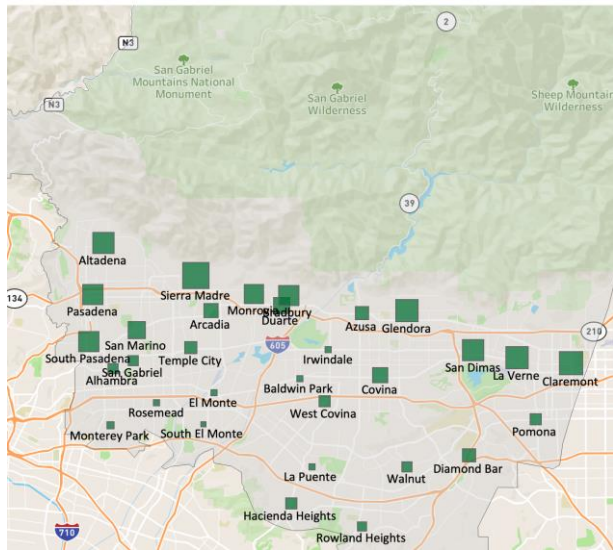 2
N3
San Gabriel
Mountains National
Monument
San Gabriel
Wilderness
Sheep Mountain
Wilderness
N3
39
Altadena
134
Pasadena
Sierra Madre
Monrovia
Bradbury
Duarte
Arcadia
Azusa
Glendora
210
South Pasadena
San Marino
Temple City
605
Irwindale
San Dimas
La Verne
Claremont
San Gabriel
Alhambra
Baldwin Park
Covina
El Monte
West Covina
Rosemead
Monterey Park
South El Monte
Pomona
La Puente
Walnut
Diamond Bar
Hacienda Heights
Rowland Heights
710